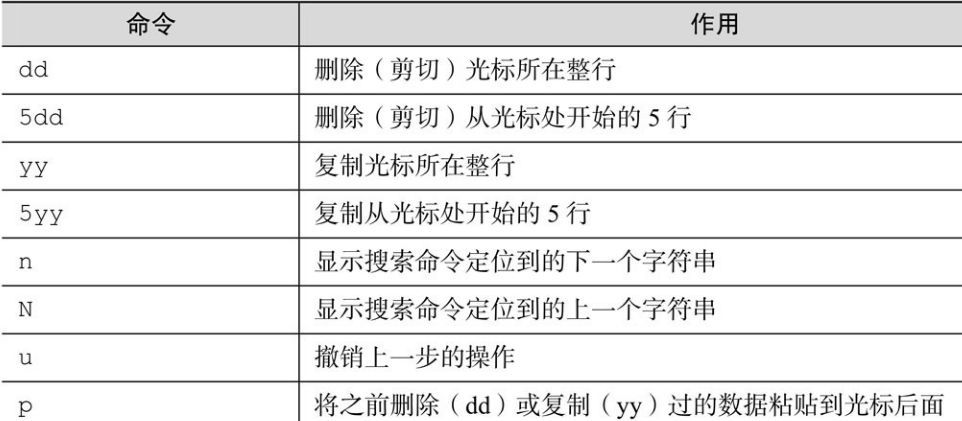 命令 作用
dd 删除（剪切）光标所在整行
5dd 删除（剪切）从光标处开始的 5 行
yy 复制光标所在整行
5yy 复制从光标处开始的 5 行
n 显示搜索命令定位到的下一个字符串
N 显示搜索命令定位到的上一个字符串
u 撤销上一步的操作
p 将之前删除（dd）或复制（yy）过的数据粘贴到光标后面